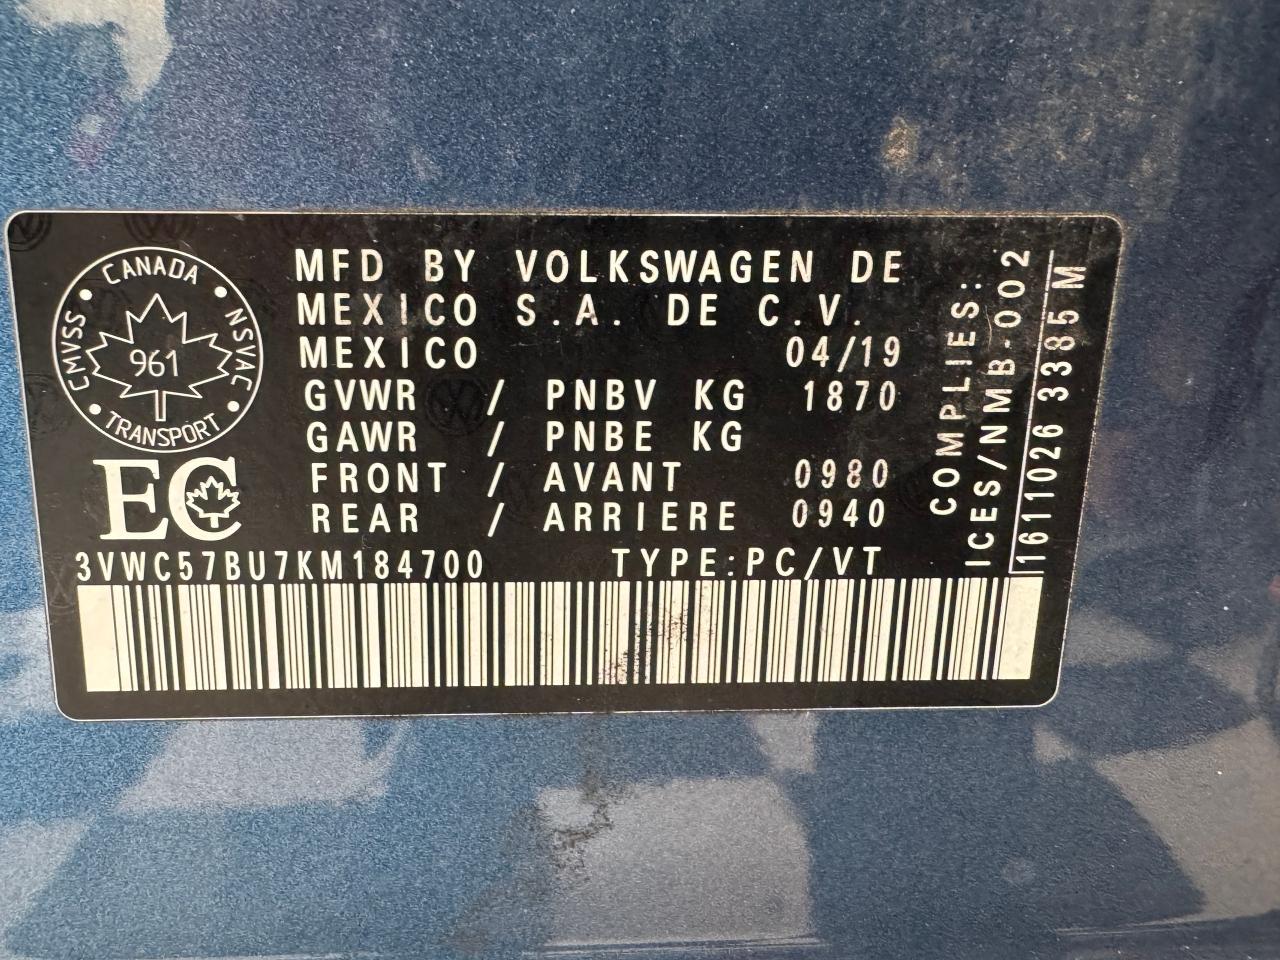 CANADA
CMVSS
NSVAC
961
TRANSPORT
EC
MFD BY VOLKSWAGEN DE
MEXICO S.A. DE C.V.
MEXICO 04/19
GVWR / PNBV KG 1870
GAWR / PNBE KG
FRONT / AVANT 0980
REAR / ARRIERE 0940
3VWC57BU7KM184700 TYPE:PC/VT
COMPLIES:
ICES/NMB-002
1611026 3385 M